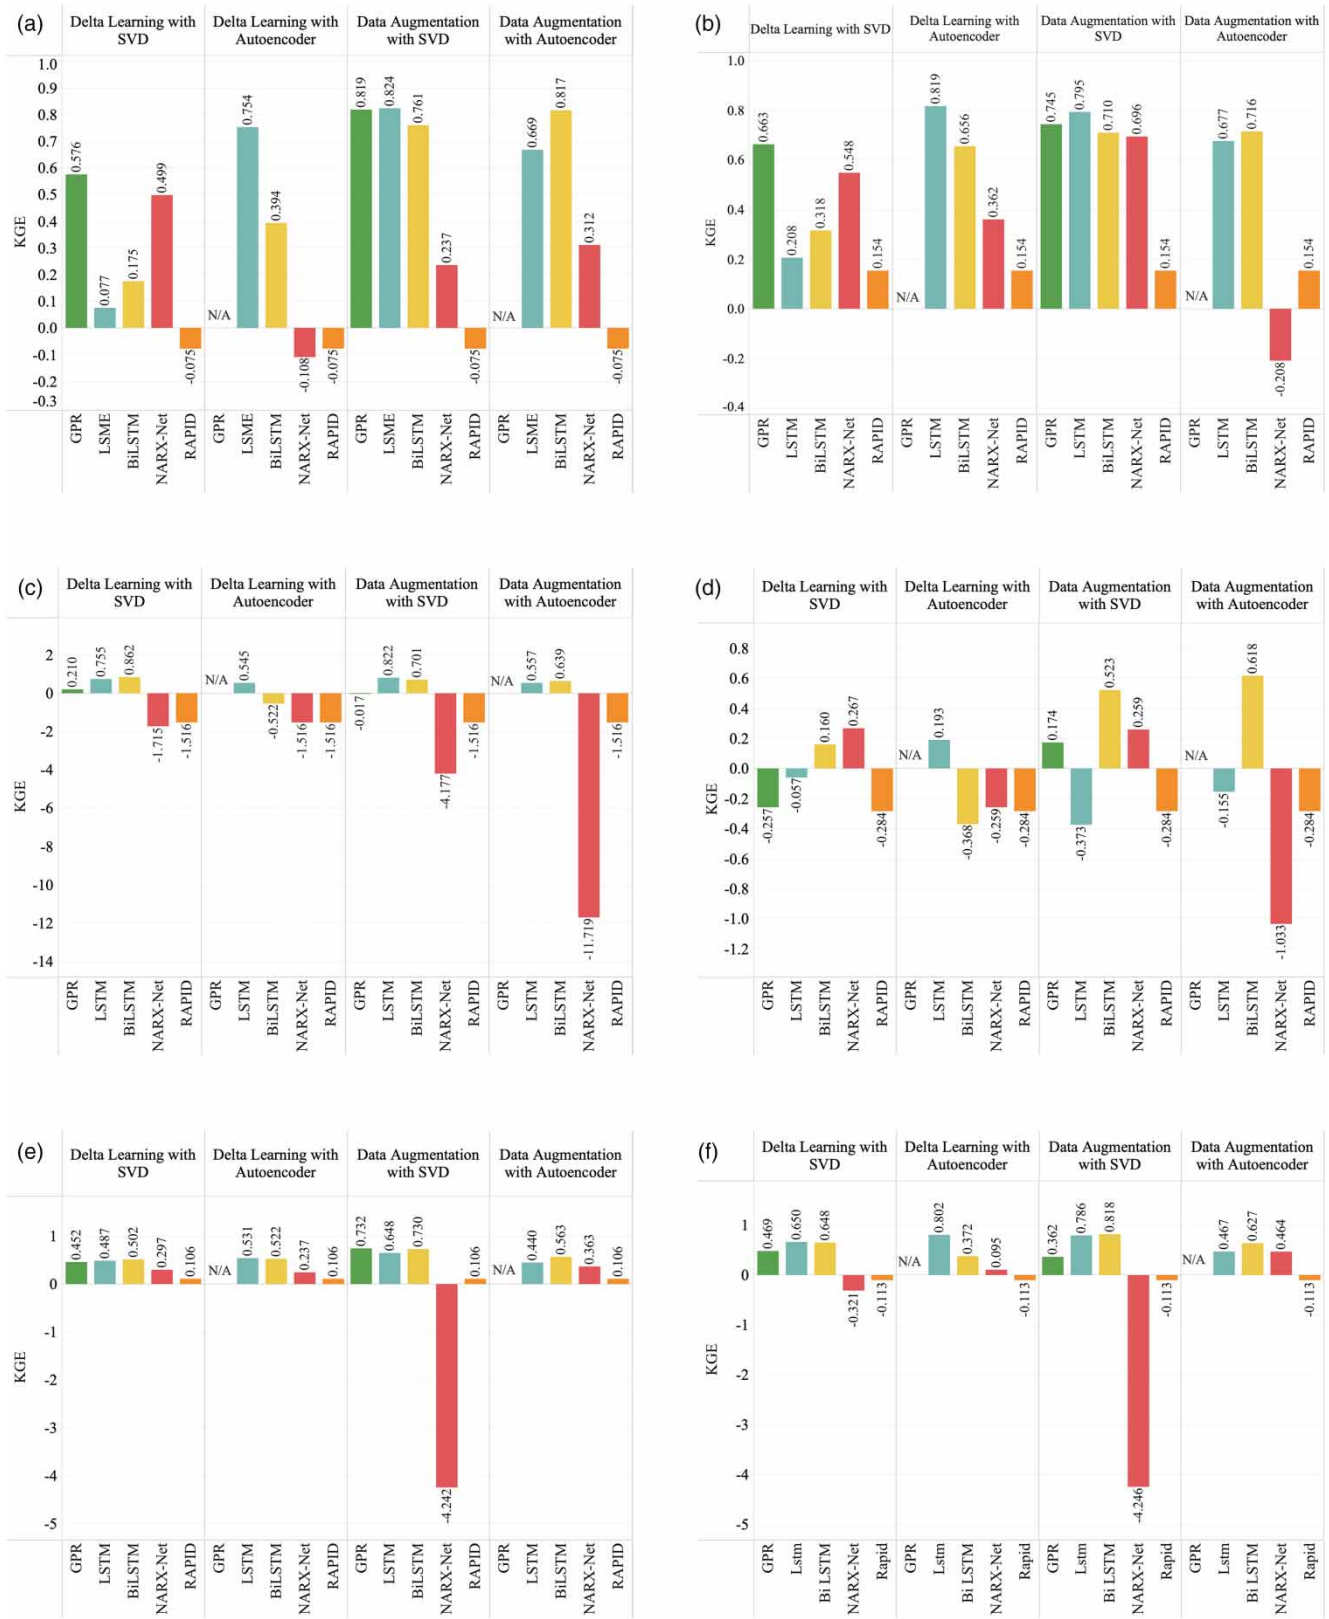 (a)
Delta Learning with
SVD
Delta Learning with
Autoencoder
Data Augmentation
with SVD
Data Augmentation
with Autoencoder
KGE
1.0
0.9
0.8
0.7
0.6
0.5
0.4
0.3
0.2
0.1
0.0
-0.1
-0.2
-0.3
0.576
0.077
0.175
0.499
-0.075
N/A
0.754
0.394
-0.108
-0.075
0.819
0.824
0.761
0.237
-0.075
N/A
0.669
0.817
0.312
-0.075
GPR
LSME
BiLSTM
NARX-Net
RAPID
GPR
LSME
BiLSTM
NARX-Net
RAPID
GPR
LSME
BiLSTM
NARX-Net
RAPID
GPR
LSME
BiLSTM
NARX-Net
RAPID
(b)
Delta Learning with SVD
Delta Learning with
Autoencoder
Data Augmentation with
SVD
Data Augmentation with
Autoencoder
KGE
1.0
0.8
0.6
0.4
0.2
0.0
-0.2
-0.4
0.663
0.208
0.318
0.548
0.154
N/A
0.819
0.656
0.362
0.154
0.745
0.795
0.710
0.696
0.154
N/A
0.677
0.716
-0.208
0.154
GPR
LSTM
BiLSTM
NARX-Net
RAPID
GPR
LSTM
BiLSTM
NARX-Net
RAPID
GPR
LSTM
BiLSTM
NARX-Net
RAPID
GPR
LSTM
BiLSTM
NARX-Net
RAPID
(c)
Delta Learning with
SVD
Delta Learning with
Autoencoder
Data Augmentation
with SVD
Data Augmentation
with Autoencoder
KGE
2
0
-2
-4
-6
-8
-10
-12
-14
0.210
0.755
0.862
-1.715
-1.516
N/A
0.545
-0.522
-1.516
-1.516
-0.017
0.822
0.701
-4.177
-1.516
N/A
0.557
0.639
-11.719
-1.516
GPR
LSTM
BiLSTM
NARX-Net
RAPID
GPR
LSTM
BiLSTM
NARX-Net
RAPID
GPR
LSTM
BiLSTM
NARX-Net
RAPID
GPR
LSTM
BiLSTM
NARX-Net
RAPID
(d)
Delta Learning with
SVD
Delta Learning with
Autoencoder
Data Augmentation
with SVD
Data Augmentation
with Autoencoder
KGE
0.8
0.6
0.4
0.2
0.0
-0.2
-0.4
-0.6
-0.8
-1.0
-1.2
-0.257
-0.057
0.160
0.267
-0.284
N/A
0.193
-0.368
-0.259
-0.284
0.174
-0.373
0.523
0.259
-0.284
N/A
-0.155
0.618
-1.033
-0.284
GPR
LSTM
BiLSTM
NARX-Net
RAPID
GPR
LSTM
BiLSTM
NARX-Net
RAPID
GPR
LSTM
BiLSTM
NARX-Net
RAPID
GPR
LSTM
BiLSTM
NARX-Net
RAPID
(e)
Delta Learning with
SVD
Delta Learning with
Autoencoder
Data Augmentation
with SVD
Data Augmentation
with Autoencoder
KGE
1
0
-1
-2
-3
-4
-5
0.452
0.487
0.502
0.297
0.106
N/A
0.531
0.522
0.237
0.106
0.732
0.648
0.730
-4.242
0.106
N/A
0.440
0.563
0.363
0.106
GPR
LSTM
BiLSTM
NARX-Net
RAPID
GPR
LSTM
BiLSTM
NARX-Net
RAPID
GPR
LSTM
BiLSTM
NARX-Net
RAPID
GPR
LSTM
BiLSTM
NARX-Net
RAPID
(f)
Delta Learning with
SVD
Delta Learning with
Autoencoder
Data Augmentation
with SVD
Data Augmentation
with Autoencoder
KGE
1
0
-1
-2
-3
-4
-5
0.469
0.650
0.648
-0.321
-0.113
N/A
0.802
0.372
0.095
-0.113
0.362
0.786
0.818
-4.246
-0.113
N/A
0.467
0.627
0.464
-0.113
GPR
Lstm
Bi LSTM
NARX-Net
Rapid
GPR
Lstm
Bi LSTM
NARX-Net
Rapid
GPR
Lstm
Bi LSTM
NARX-Net
Rapid
GPR
Lstm
Bi LSTM
NARX-Net
Rapid